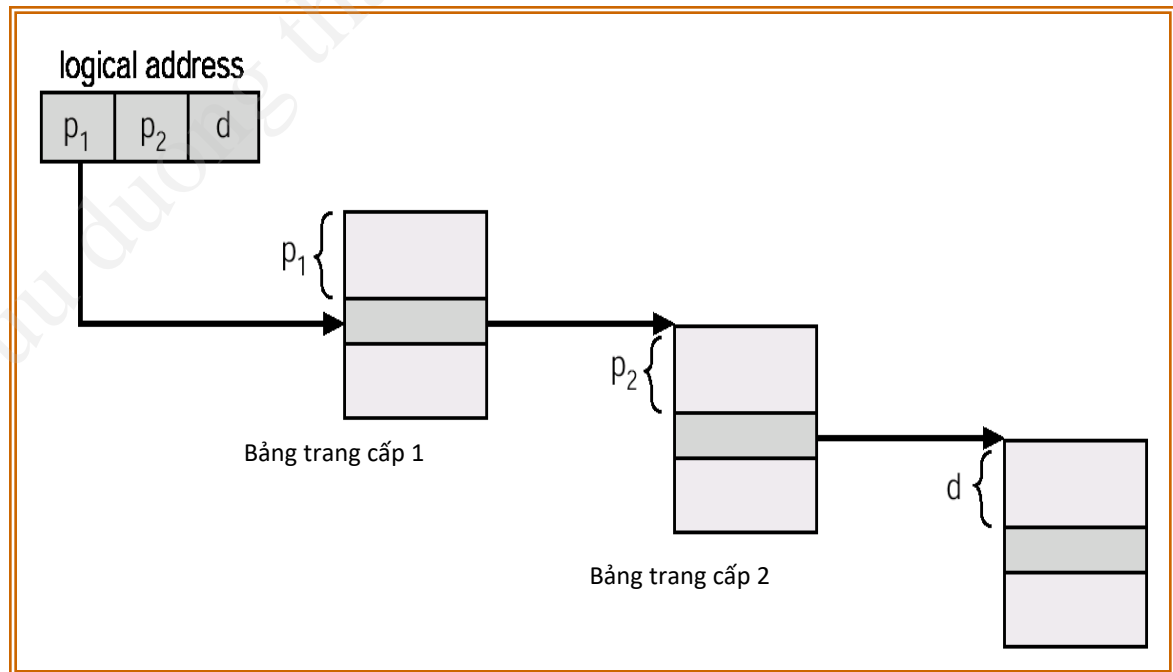 logical address
p₁ p₂ d
p₁
Bảng trang cấp 1
p₂
Bảng trang cấp 2
d